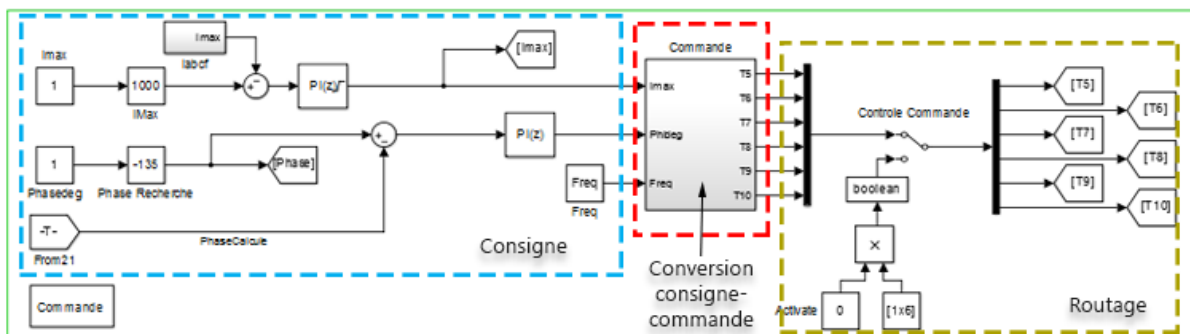 Imax
1
1000
IMax
Imax
Iabcf
PI(z)
[Imax]
Phasedeg
1
-135
Phase Recherche
[Phase]
PI(z)
-T-
From21
PhaseCalcule
Consigne
Commande
Freq
Freq
Commande
Imax
Phideg
Freq
T5
T6
T7
T8
T9
T10
Conversion
consigne-
commande
Controle Commande
boolean
×
Activate
0
[1x6]
[T5]
[T6]
[T7]
[T8]
[T9]
[T10]
Routage